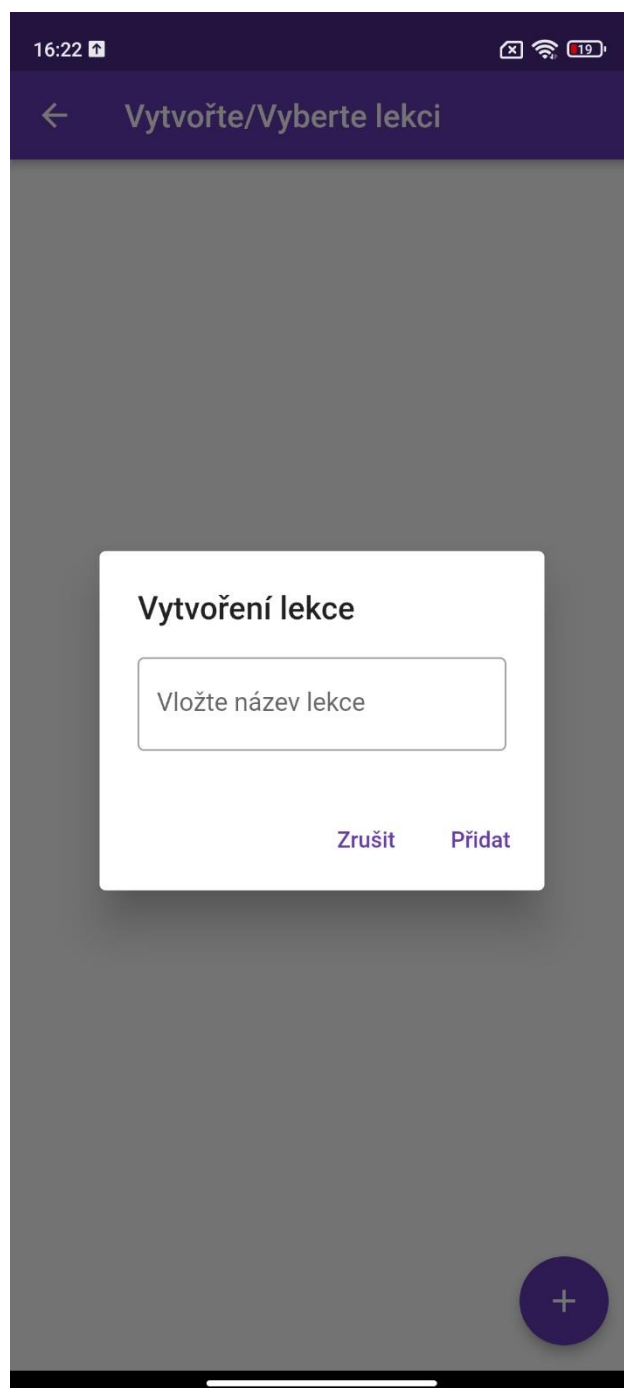 16:22
19
Vytvořte/Vyberte lekci
Vytvoření lekce
Vložte název lekce
Zrušit Přidat